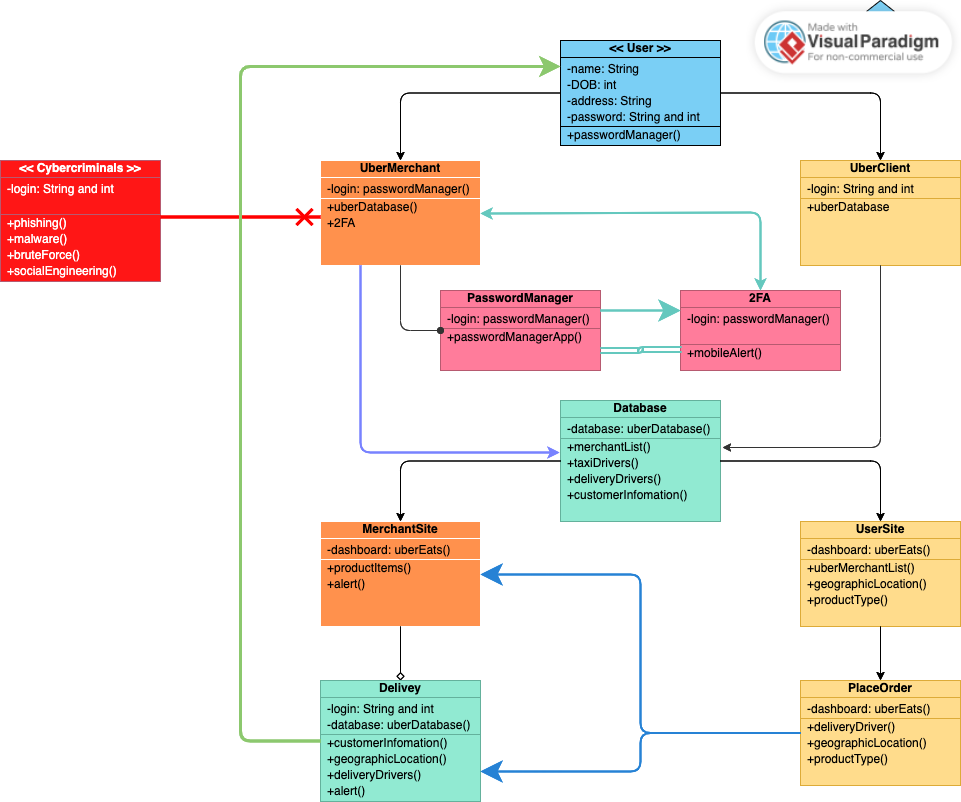 Made with
VisualParadigm
For non-commercial use
<< User >>
-name: String
-DOB: int
-address: String
-password: String and int
+passwordManager()
<< Cybercriminals >>
-login: String and int
+phishing()
+malware()
+bruteForce()
+socialEngineering()
UberMerchant
-login: passwordManager()
+uberDatabase()
+2FA
UberClient
-login: String and int
+uberDatabase
PasswordManager
-login: passwordManager()
+passwordManagerApp()
2FA
-login: passwordManager()
+mobileAlert()
Database
-database: uberDatabase()
+merchantList()
+taxiDrivers()
+deliveryDrivers()
+customerInfomation()
MerchantSite
-dashboard: uberEats()
+productItems()
+alert()
UserSite
-dashboard: uberEats()
+uberMerchantList()
+geographicLocation()
+productType()
Delivey
-login: String and int
-database: uberDatabase()
+customerInfomation()
+geographicLocation()
+deliveryDrivers()
+alert()
PlaceOrder
-dashboard: uberEats()
+deliveryDriver()
+geographicLocation()
+productType()